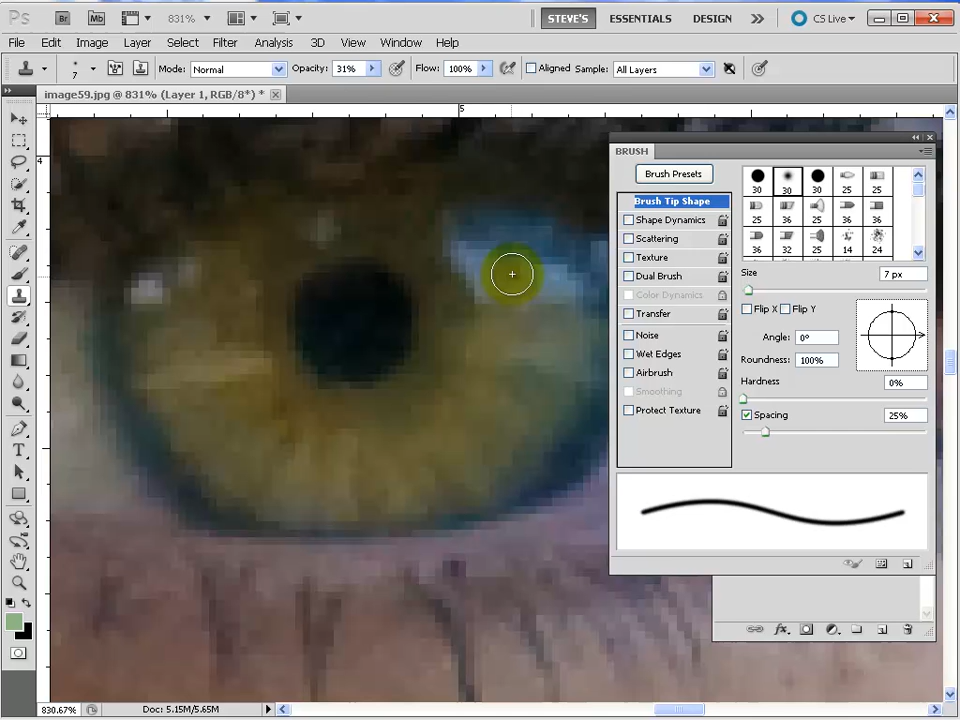 Ps Br Mb 831% STEVE'S ESSENTIALS DESIGN CS Live
File Edit Image Layer Select Filter Analysis 3D View Window Help
7 Mode: Normal Opacity: 31% Flow: 100% Aligned Sample: All Layers
image59.jpg @ 831% (Layer 1, RGB/8*) *
5
4
BRUSH
Brush Presets
30 30 30 25 25
25 36 25 36 36
36 32 25 14 24
Brush Tip Shape
Shape Dynamics
Scattering
Texture
Dual Brush
Color Dynamics
Transfer
Noise
Wet Edges
Airbrush
Smoothing
Protect Texture
Size 7 px
Flip X Flip Y
Angle: 0°
Roundness: 100%
Hardness
0%
Spacing 25%
T
830.67% Doc: 5.15M/5.65M
fx